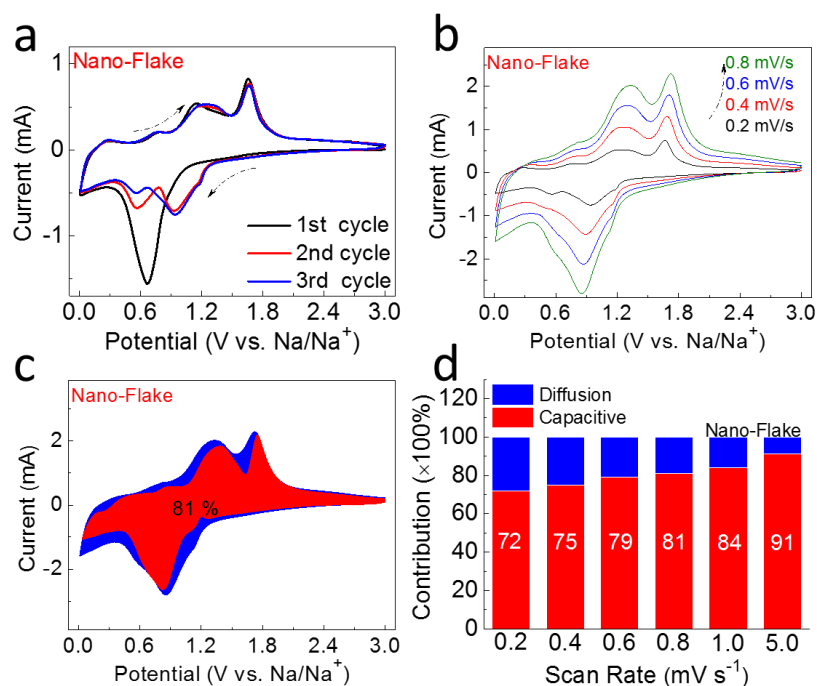 a
Nano-Flake
Current (mA)
1
0
-1
1st cycle
2nd cycle
3rd cycle
0.0 0.6 1.2 1.8 2.4 3.0
Potential (V vs. Na/Na⁺)
b
Nano-Flake
0.8 mV/s
0.6 mV/s
0.4 mV/s
0.2 mV/s
Current (mA)
2
1
0
-1
-2
0.0 0.6 1.2 1.8 2.4 3.0
Potential (V vs. Na/Na⁺)
c
Nano-Flake
Current (mA)
2
0
-2
81 %
0.0 0.6 1.2 1.8 2.4 3.0
Potential (V vs. Na/Na⁺)
d
Diffusion
Capacitive
Nano-Flake
Contribution (×100%)
120
100
80
60
40
20
0
72 75 79 81 84 91
0.2 0.4 0.6 0.8 1.0 5.0
Scan Rate (mV s⁻¹)